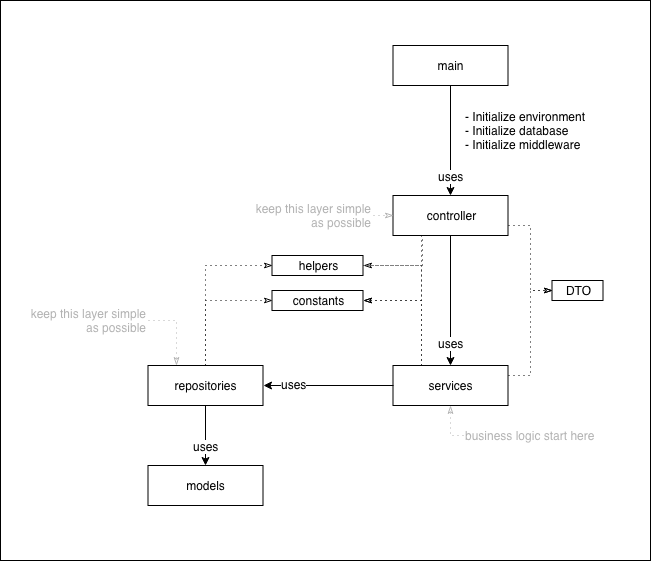 main
- Initialize environment
- Initialize database
- Initialize middleware
uses
keep this layer simple
as possible
controller
helpers
constants
DTO
keep this layer simple
as possible
uses
repositories
uses
services
business logic start here
uses
models